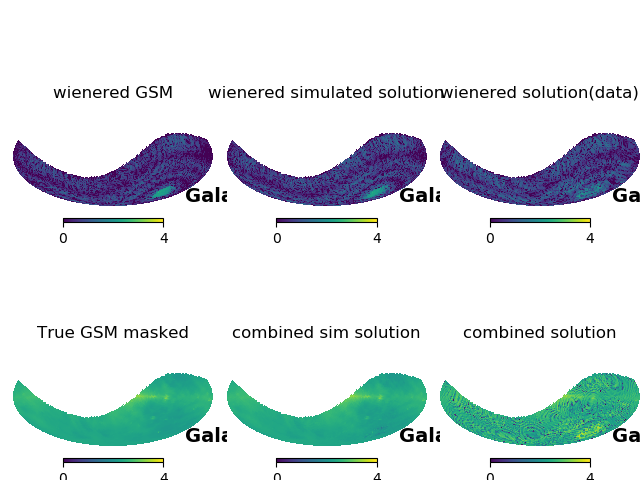 wienered GSM
wienered simulated solution
wienered solution(data)
Gala
Gala
Ga
0 4
0 4
0 4
True GSM masked
combined sim solution
combined solution
Gala
Gala
Ga
0 4
0 4
0 4